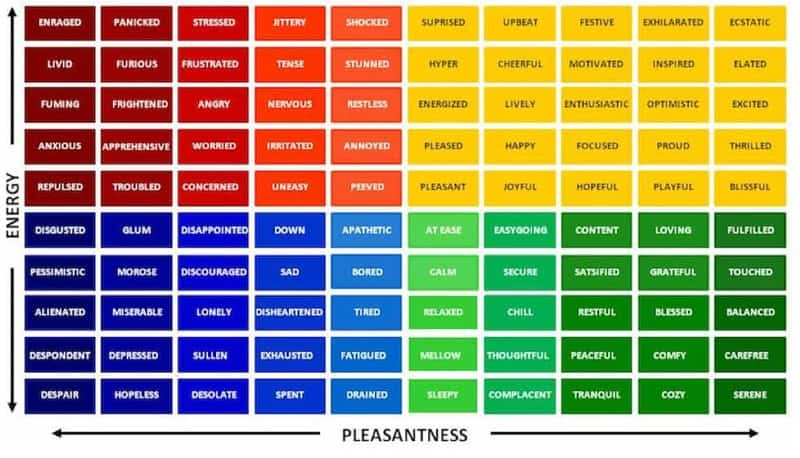 ENRAGED PANICKED STRESSED JITTERY SHOCKED SUPRISED UPBEAT FESTIVE EXHILARATED ECSTATIC
LIVID FURIOUS FRUSTRATED TENSE STUNNED HYPER CHEERFUL MOTIVATED INSPIRED ELATED
FUMING FRIGHTENED ANGRY NERVOUS RESTLESS ENERGIZED LIVELY ENTHUSIASTIC OPTIMISTIC EXCITED
ANXIOUS APPREHENSIVE WORRIED IRRITATED ANNOYED PLEASED HAPPY FOCUSED PROUD THRILLED
REPULSED TROUBLED CONCERNED UNEASY PEEVED PLEASANT JOYFUL HOPEFUL PLAYFUL BLISSFUL
ENERGY
DISGUSTED GLUM DISAPPOINTED DOWN APATHETIC AT EASE EASYGOING CONTENT LOVING FULFILLED
PESSIMISTIC MOROSE DISCOURAGED SAD BORED CALM SECURE SATSIFIED GRATEFUL TOUCHED
ALIENATED MISERABLE LONELY DISHEARTENED TIRED RELAXED CHILL RESTFUL BLESSED BALANCED
DESPONDENT DEPRESSED SULLEN EXHAUSTED FATIGUED MELLOW THOUGHTFUL PEACEFUL COMFY CAREFREE
DESPAIR HOPELESS DESOLATE SPENT DRAINED SLEEPY COMPLACENT TRANQUIL COZY SERENE
PLEASANTNESS